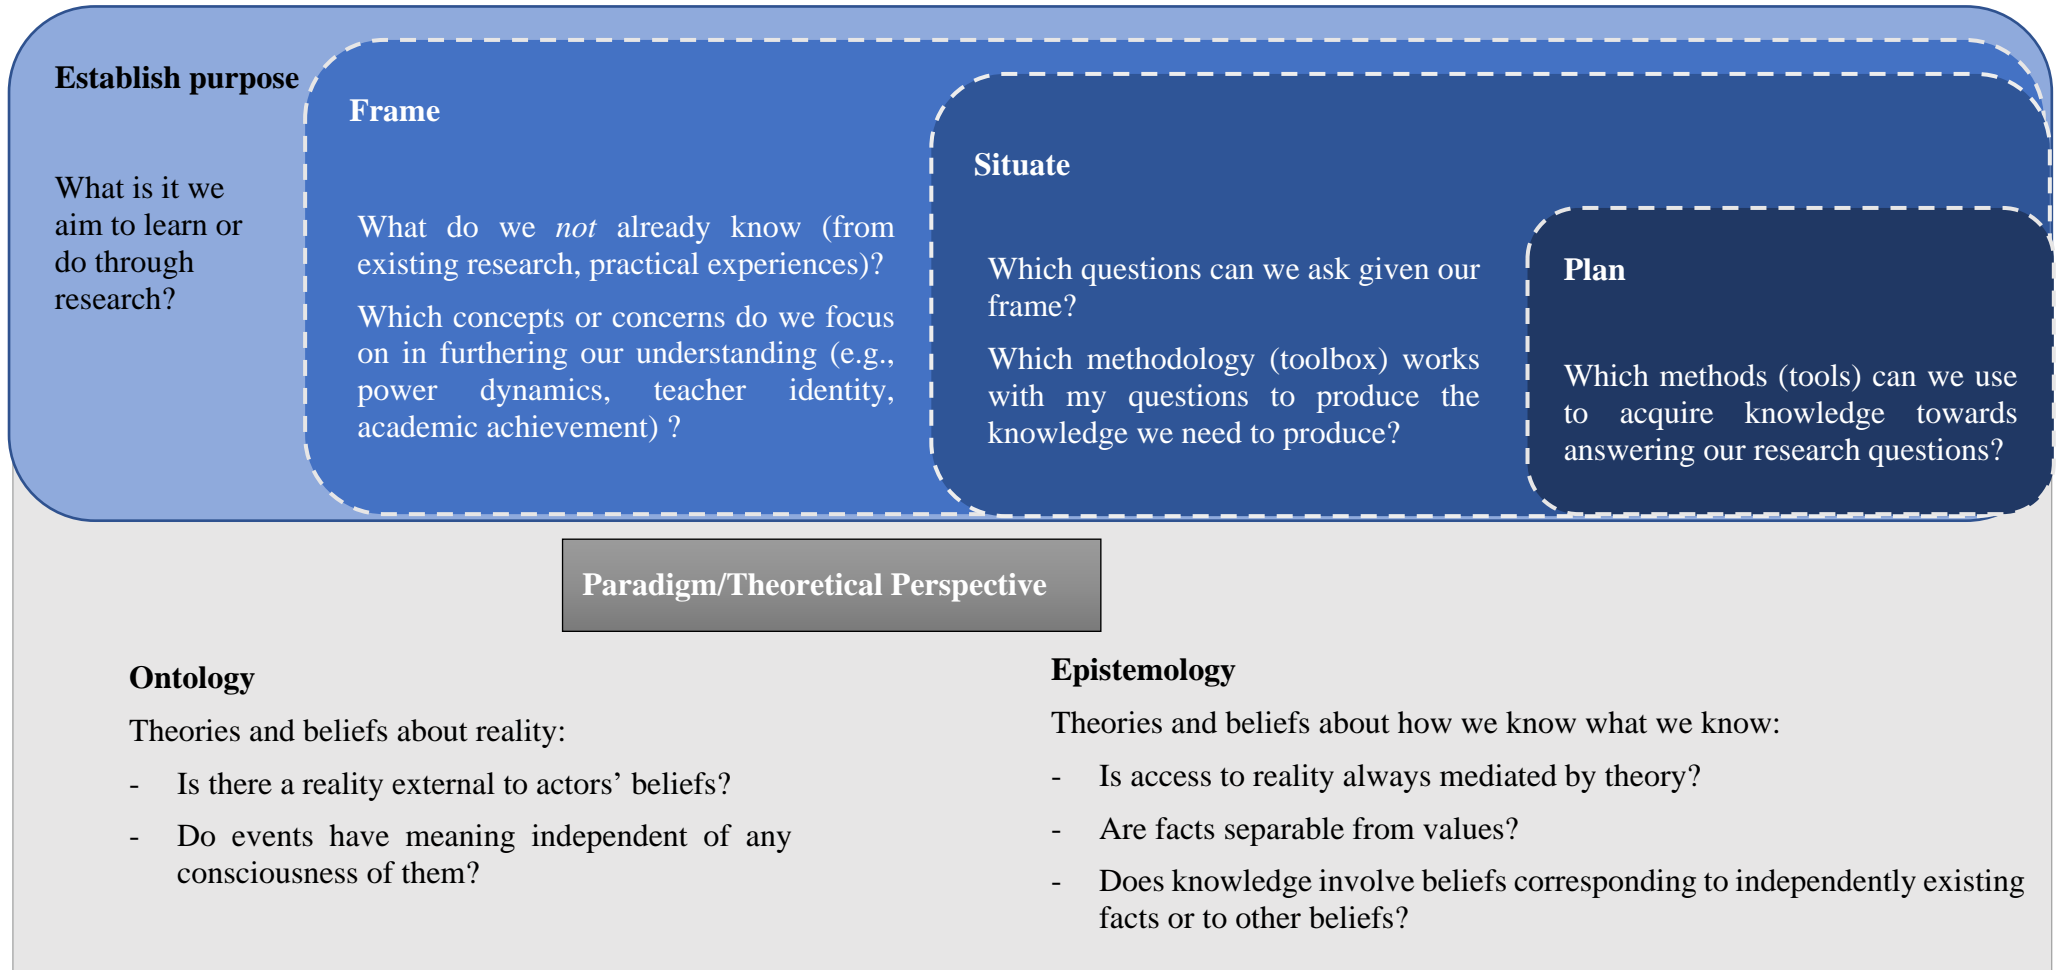 Establish purpose
What is it we
aim to learn or
do through
research?
Frame
What do we not already know (from
existing research, practical experiences)?
Which concepts or concerns do we focus
on in furthering our understanding (e.g.,
power dynamics, teacher identity,
academic achievement) ?
Situate
Which questions can we ask given our
frame?
Which methodology (toolbox) works
with my questions to produce the
knowledge we need to produce?
Plan
Which methods (tools) can we use
to acquire knowledge towards
answering our research questions?
Paradigm/Theoretical Perspective
Ontology
Theories and beliefs about reality:
- Is there a reality external to actors’ beliefs?
- Do events have meaning independent of any
consciousness of them?
Epistemology
Theories and beliefs about how we know what we know:
- Is access to reality always mediated by theory?
- Are facts separable from values?
- Does knowledge involve beliefs corresponding to independently existing
facts or to other beliefs?